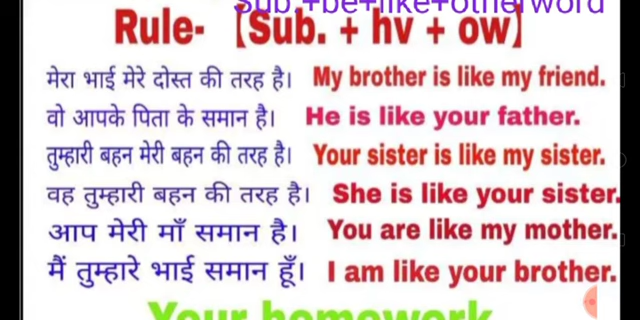 Sub.+be+like+otherword
Rule- [Sub. + hv + ow]
मेरा भाई मेरे दोस्त की तरह है। My brother is like my friend.
वो आपके पिता के समान है। He is like your father.
तुम्हारी बहन मेरी बहन की तरह है। Your sister is like my sister.
वह तुम्हारी बहन की तरह है। She is like your sister.
आप मेरी माँ समान है। You are like my mother.
मैं तुम्हारे भाई समान हूँ। I am like your brother.
Your homework